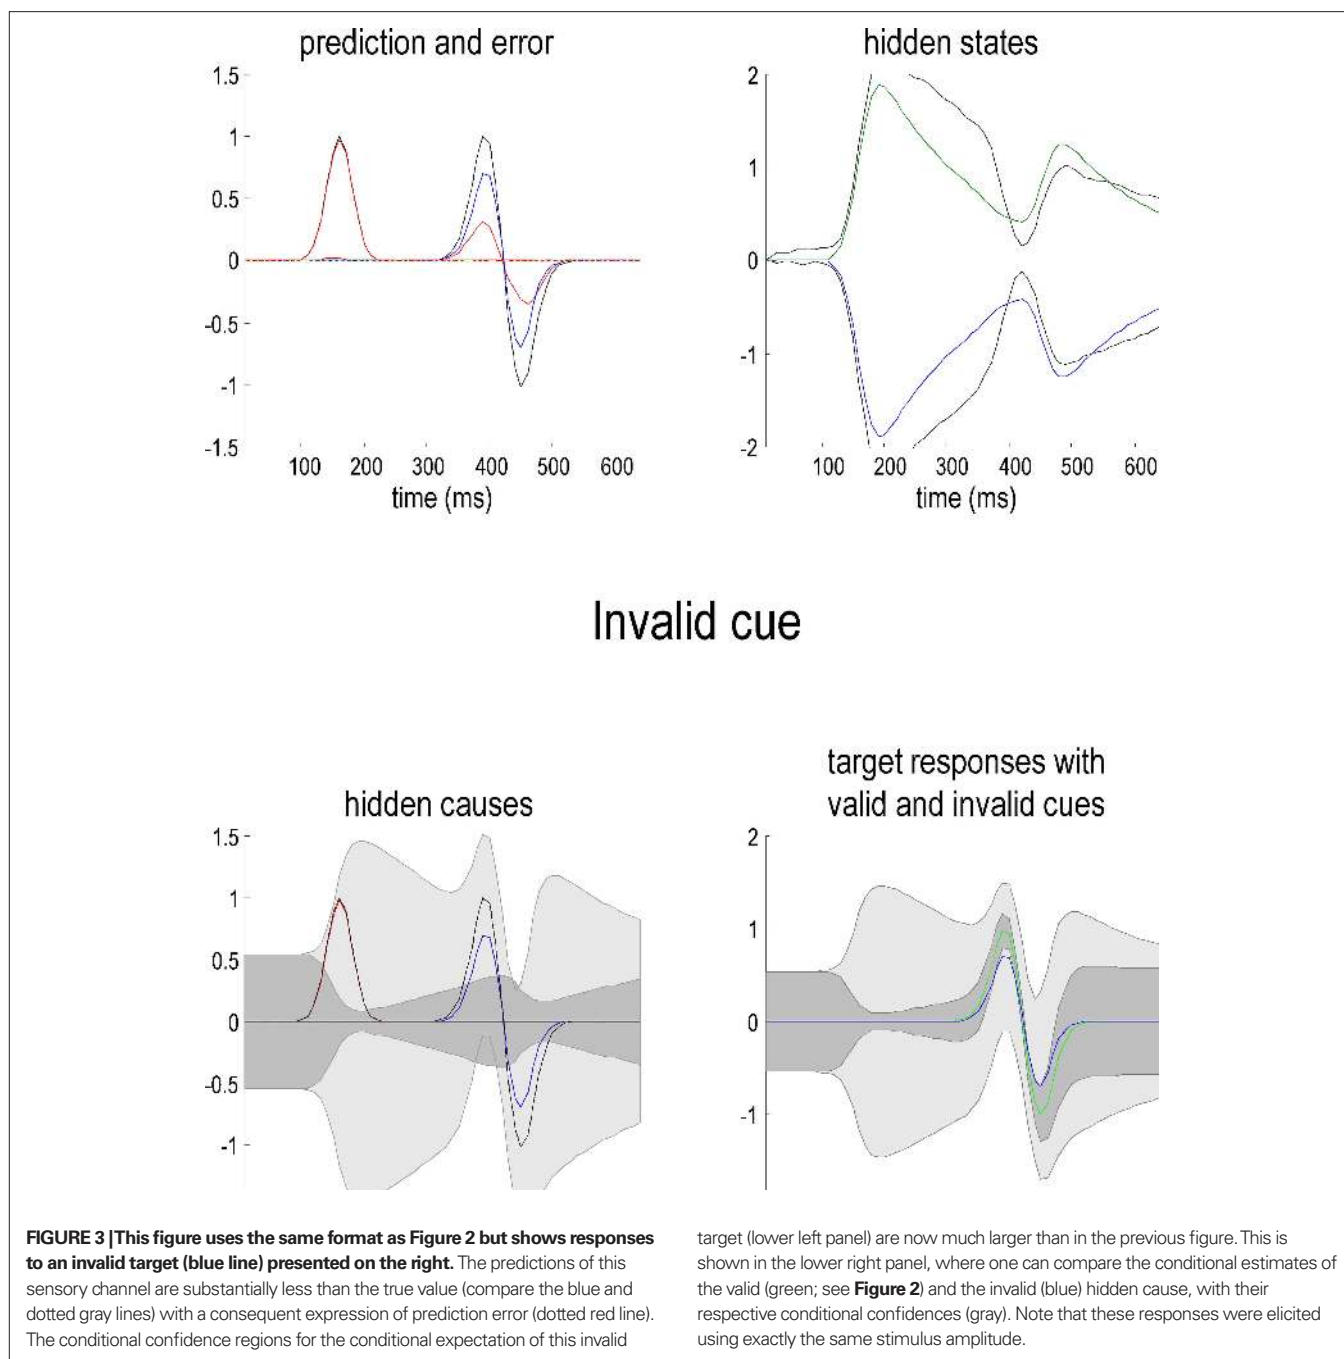 prediction and error
1.5
1
0.5
0
-0.5
-1
-1.5
100 200 300 400 500 600
time (ms)
hidden states
2
1
0
-1
-2
100 200 300 400 500 600
time (ms)
Invalid cue
hidden causes
1.5
1
0.5
0
-0.5
-1
target responses with
valid and invalid cues
2
1
0
-1
FIGURE 3 | This figure uses the same format as Figure 2 but shows responses
to an invalid target (blue line) presented on the right. The predictions of this
sensory channel are substantially less than the true value (compare the blue and
dotted gray lines) with a consequent expression of prediction error (dotted red line).
The conditional confidence regions for the conditional expectation of this invalid
target (lower left panel) are now much larger than in the previous figure. This is
shown in the lower right panel, where one can compare the conditional estimates of
the valid (green; see Figure 2) and the invalid (blue) hidden cause, with their
respective conditional confidences (gray). Note that these responses were elicited
using exactly the same stimulus amplitude.